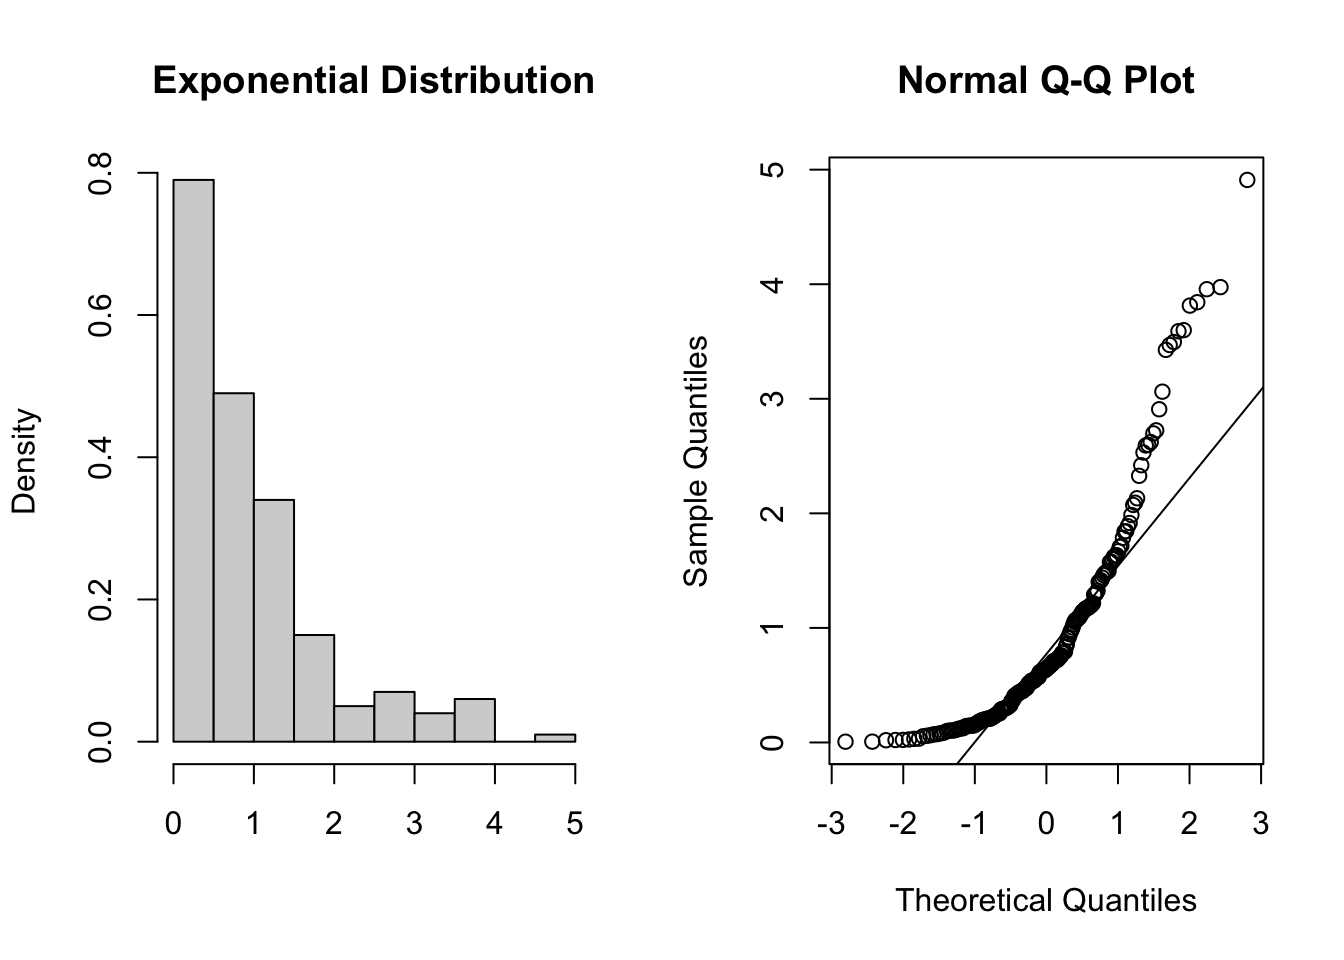 Exponential Distribution
Density
0.0 0.2 0.4 0.6 0.8
0 1 2 3 4 5
Normal Q-Q Plot
Sample Quantiles
0 1 2 3 4 5
-3 -2 -1 0 1 2 3
Theoretical Quantiles